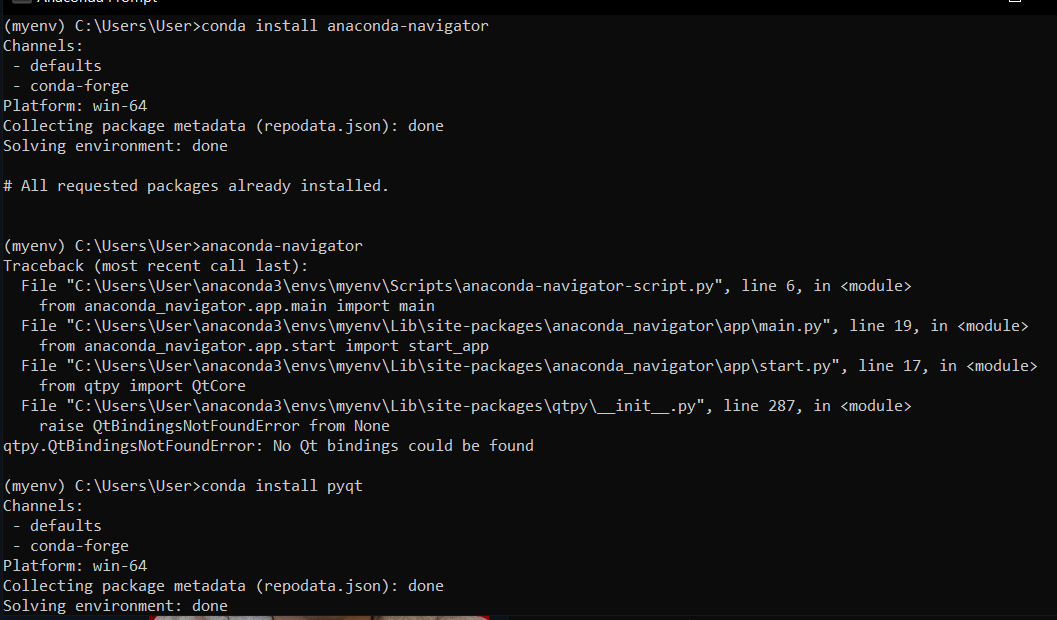 Anaconda Prompt
(myenv) C:\Users\User>conda install anaconda-navigator
Channels:
 - defaults
 - conda-forge
Platform: win-64
Collecting package metadata (repodata.json): done
Solving environment: done
# All requested packages already installed.
(myenv) C:\Users\User>anaconda-navigator
Traceback (most recent call last):
  File "C:\Users\User\anaconda3\envs\myenv\Scripts\anaconda-navigator-script.py", line 6, in <module>
    from anaconda_navigator.app.main import main
  File "C:\Users\User\anaconda3\envs\myenv\Lib\site-packages\anaconda_navigator\app\main.py", line 19, in <module>
    from anaconda_navigator.app.start import start_app
  File "C:\Users\User\anaconda3\envs\myenv\Lib\site-packages\anaconda_navigator\app\start.py", line 17, in <module>
    from qtpy import QtCore
  File "C:\Users\User\anaconda3\envs\myenv\Lib\site-packages\qtpy\__init__.py", line 287, in <module>
    raise QtBindingsNotFoundError from None
qtpy.QtBindingsNotFoundError: No Qt bindings could be found
(myenv) C:\Users\User>conda install pyqt
Channels:
 - defaults
 - conda-forge
Platform: win-64
Collecting package metadata (repodata.json): done
Solving environment: done